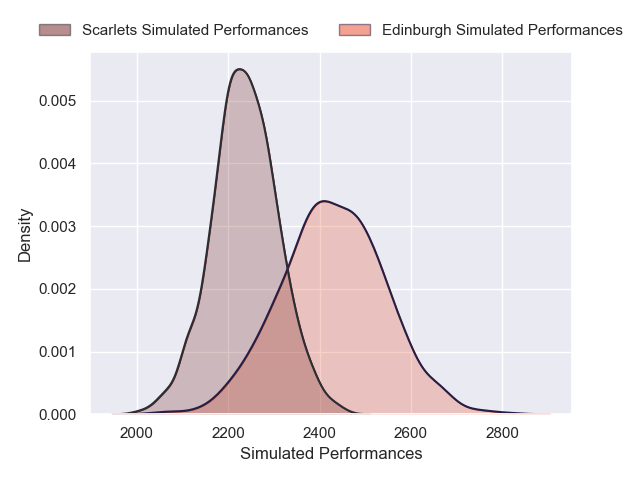 Scarlets Simulated Performances Edinburgh Simulated Performances
0.005
0.004
0.003
0.002
0.001
0.000
Density
2000 2200 2400 2600 2800
Simulated Performances